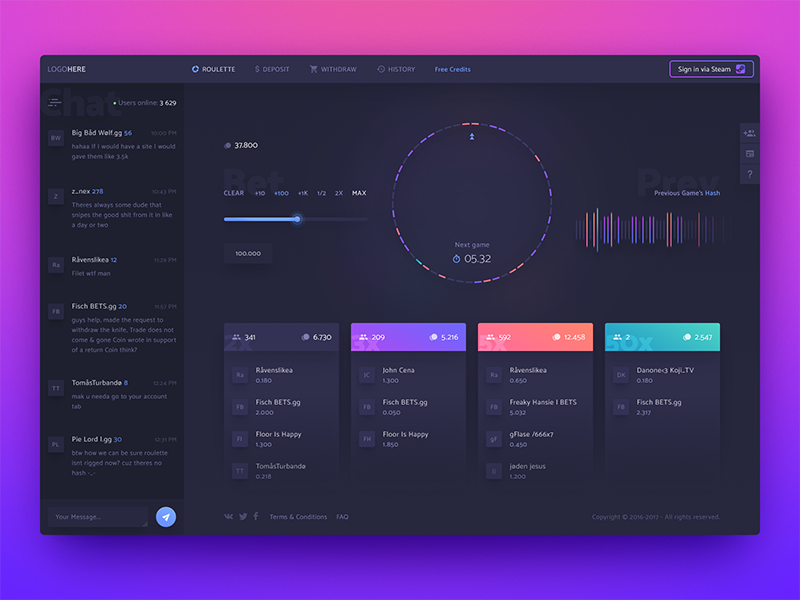 LOGOHERE
ROULETTE
DEPOSIT
WITHDRAW
HISTORY
Free Credits
Sign in via Steam
Chat
Users online: 3 629
BW
Big Båd Wølf.gg 56
10:00 PM
hahaa if I would have a site I would
gave them like 3.5k
Z
z_nex 278
10:43 PM
Theres always some dude that
snipes the good shit from it in like
a day or two
Ra
Råvenslikea 12
11:29 PM
Filet wtf man
FB
Fisch BETS.gg 20
11:57 PM
guys help, made the request to
withdraw the knife, Trade does not
come & gone Coin wrote in support
of a return Coin think?
TT
TomåsTurbandø 8
12:24 PM
mak u needa go to your account
tab
PL
Pie Lord I.gg 30
12:31 PM
btw how we can be sure roulette
isnt rigged now? cuz theres no
hash -.-
Your Message...
37.800
Bet
CLEAR
+10
+100
+1K
1/2
2X
MAX
100.000
Next game
05.32
Prev
Previous Game's Hash
?
2x
341
6.730
Ra
Råvenslikea
0.180
FB
Fisch BETS.gg
2.000
FI
Floor Is Happy
1.300
TT
TomåsTurbandø
0.218
3x
209
5.216
JC
John Cena
1.300
FB
Fisch BETS.gg
0.050
FH
Floor Is Happy
1.850
5x
592
12.458
Ra
Råvenslikea
0.650
FB
Freaky Hansie I BETS
5.032
gF
gFlase /666x7
0.450
jøden jesus
1.200
50x
2
2.547
DK
Danone<3 Koji_TV
0.180
FB
Fisch BETS.gg
2.317
Terms & Conditions
FAQ
Copyright © 2016-2017 - All rights reserved.